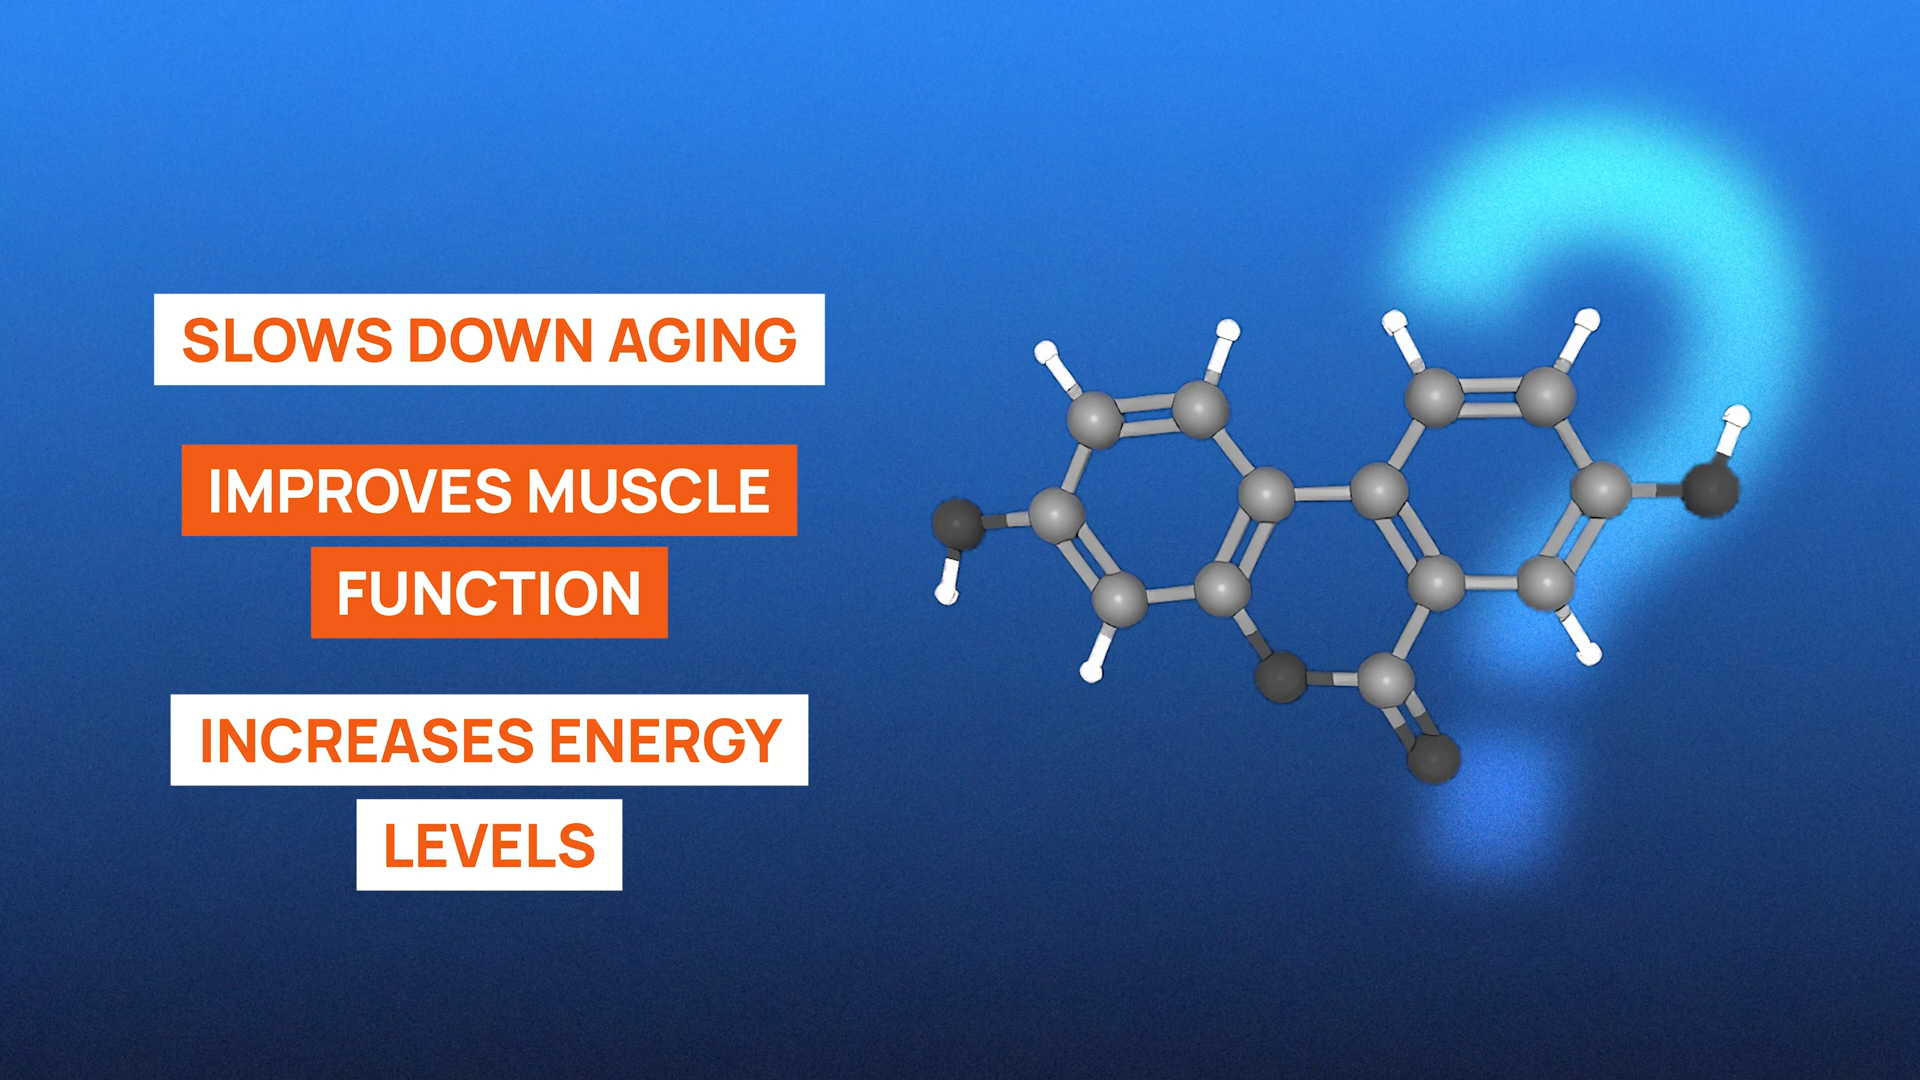 SLOWS DOWN AGING
IMPROVES MUSCLE
FUNCTION
INCREASES ENERGY
LEVELS